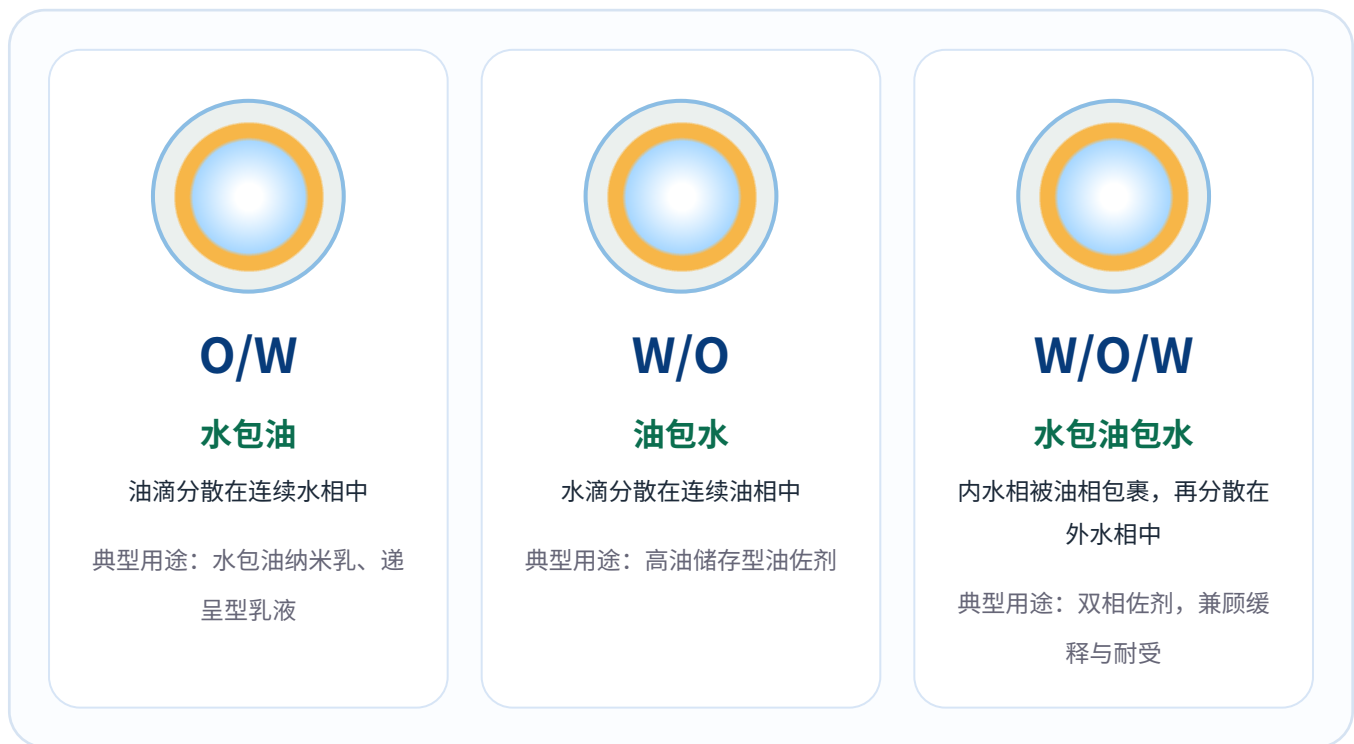 O/W
水包油
油滴分散在连续水相中
典型用途：水包油纳米乳、递
呈型乳液
W/O
油包水
水滴分散在连续油相中
典型用途：高油储存型油佐剂
W/O/W
水包油包水
内水相被油相包裹，再分散在
外水相中
典型用途：双相佐剂，兼顾缓
释与耐受